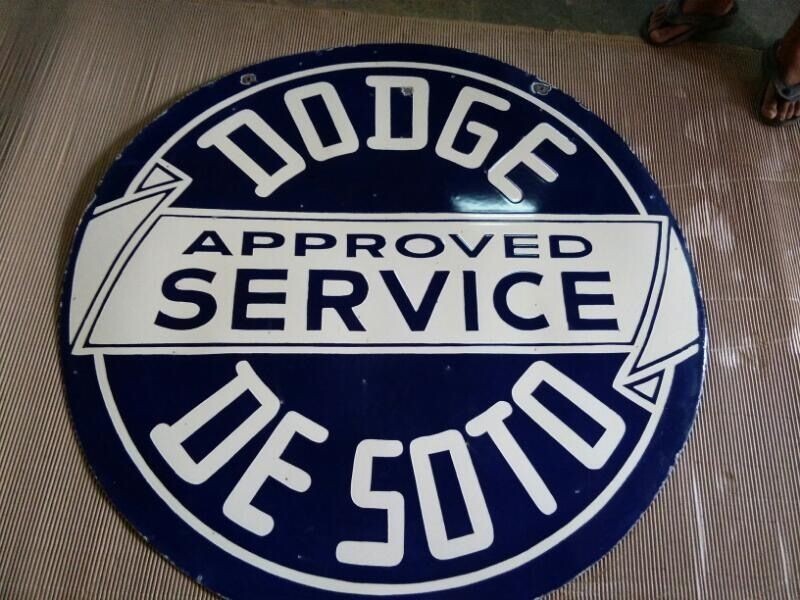 DODGE
APPROVED
SERVICE
DE SOTO